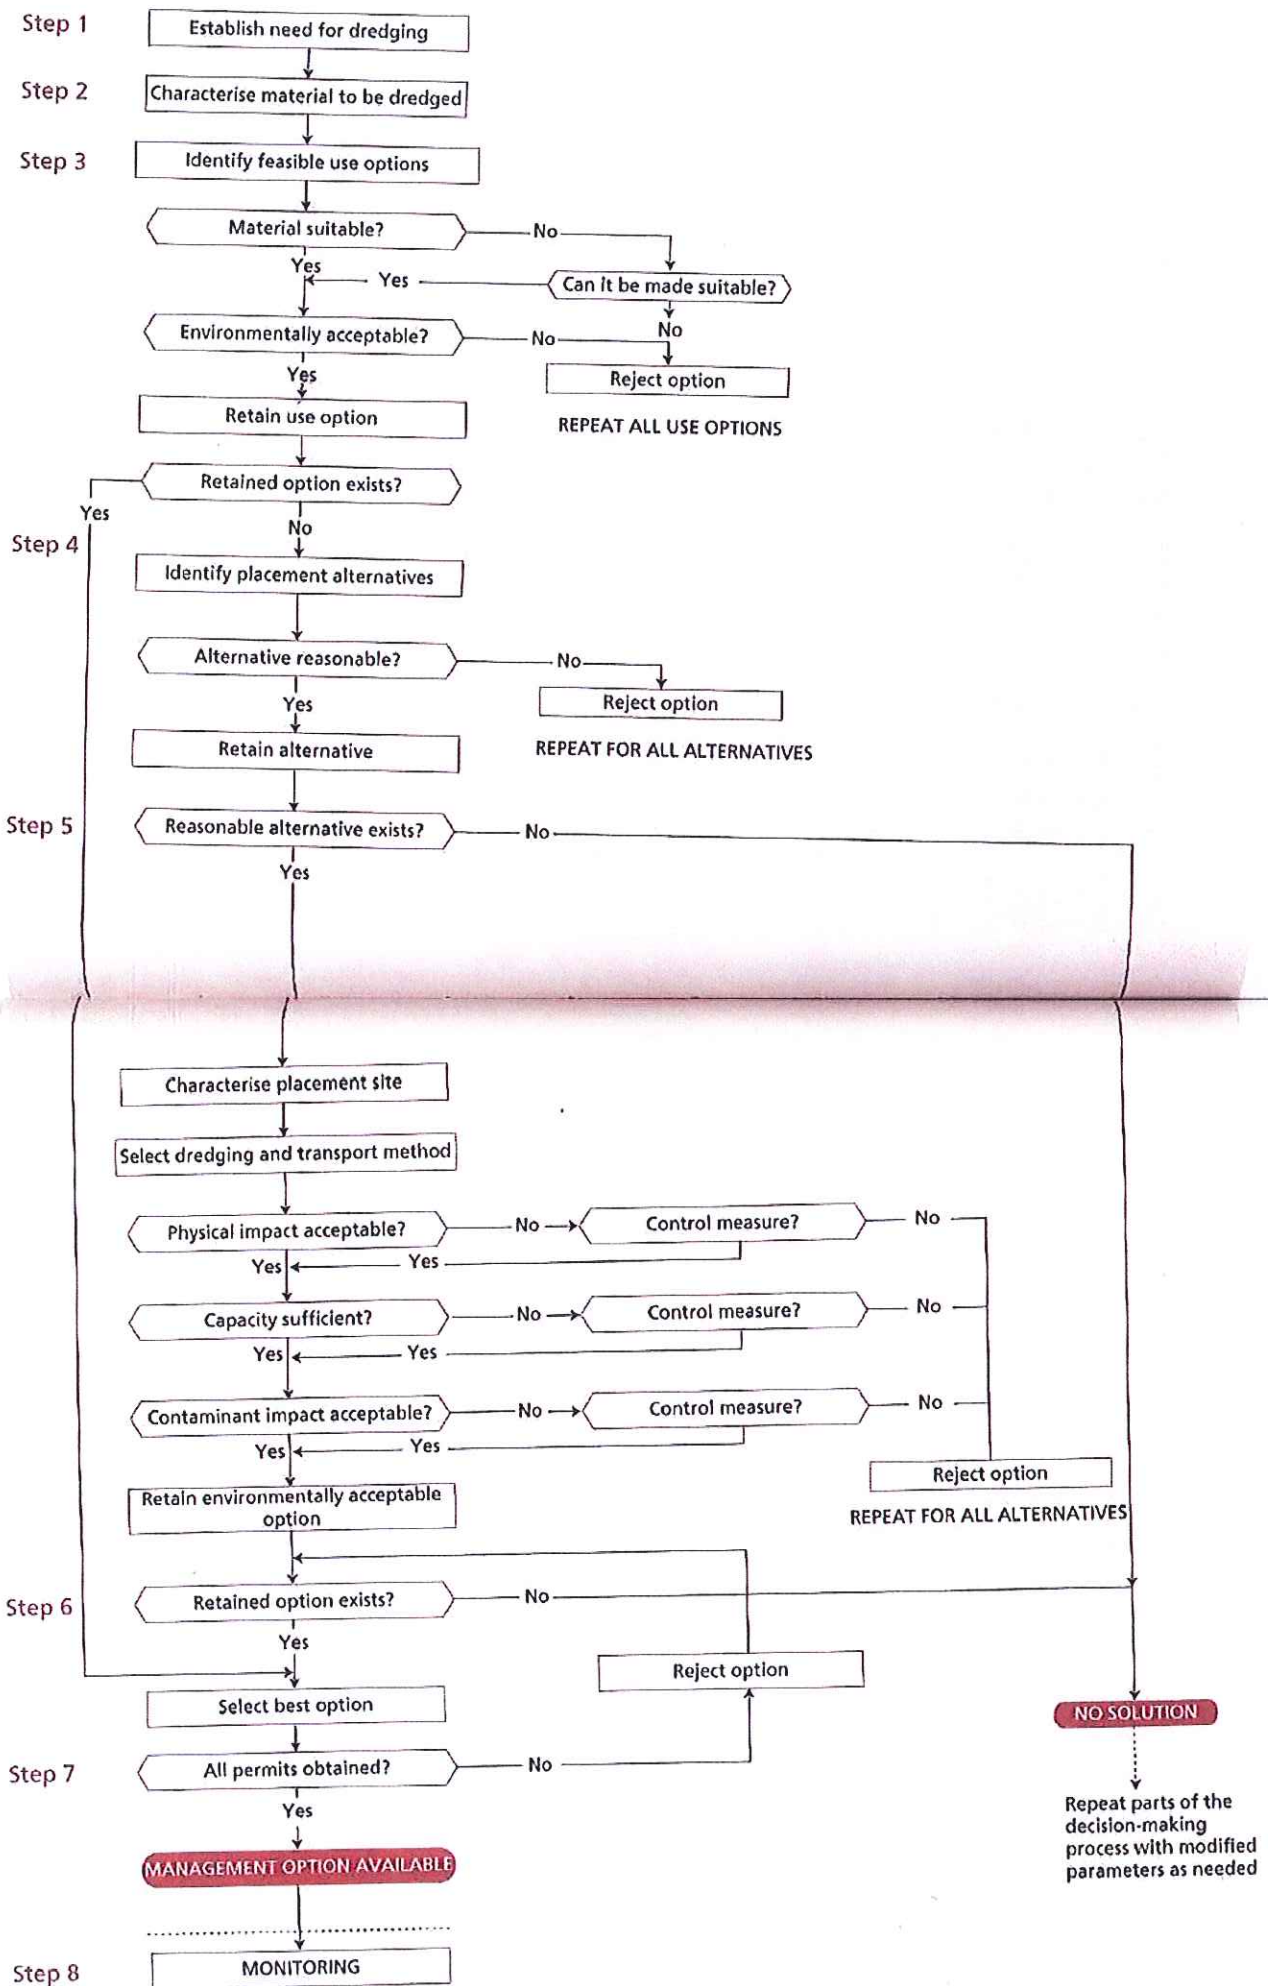 Step 1
Establish need for dredging
Step 2
Characterise material to be dredged
Step 3
Identify feasible use options
Material suitable?
No
Yes
Yes
Can it be made suitable?
Environmentally acceptable?
No
No
Yes
Reject option
Retain use option
REPEAT ALL USE OPTIONS
Retained option exists?
Yes
No
Step 4
Identify placement alternatives
Alternative reasonable?
No
Yes
Reject option
Retain alternative
REPEAT FOR ALL ALTERNATIVES
Step 5
Reasonable alternative exists?
No
Yes
Characterise placement site
Select dredging and transport method
Physical impact acceptable?
No
Control measure?
No
Yes
Yes
Capacity sufficient?
No
Control measure?
No
Yes
Yes
Contaminant impact acceptable?
No
Control measure?
No
Yes
Yes
Reject option
Retain environmentally acceptable
option
REPEAT FOR ALL ALTERNATIVES
Step 6
Retained option exists?
No
Yes
Reject option
Select best option
NO SOLUTION
Step 7
All permits obtained?
No
Yes
Repeat parts of the
decision-making
process with modified
parameters as needed
MANAGEMENT OPTION AVAILABLE
Step 8
MONITORING